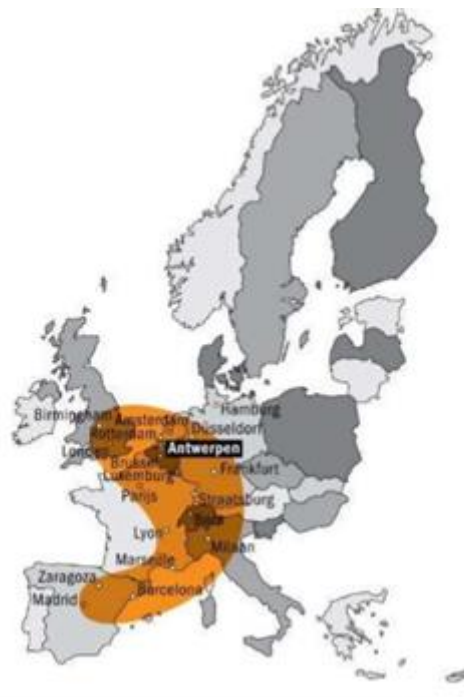 Birmingham
Amsterdam
Hamburg
Rotterdam
Düsseldorf
Londen
Antwerpen
Brussel
Luxemburg
Frankfurt
Parijs
Straatsburg
Lyon
Milaan
Marseille
Zaragoza
Madrid
Barcelona